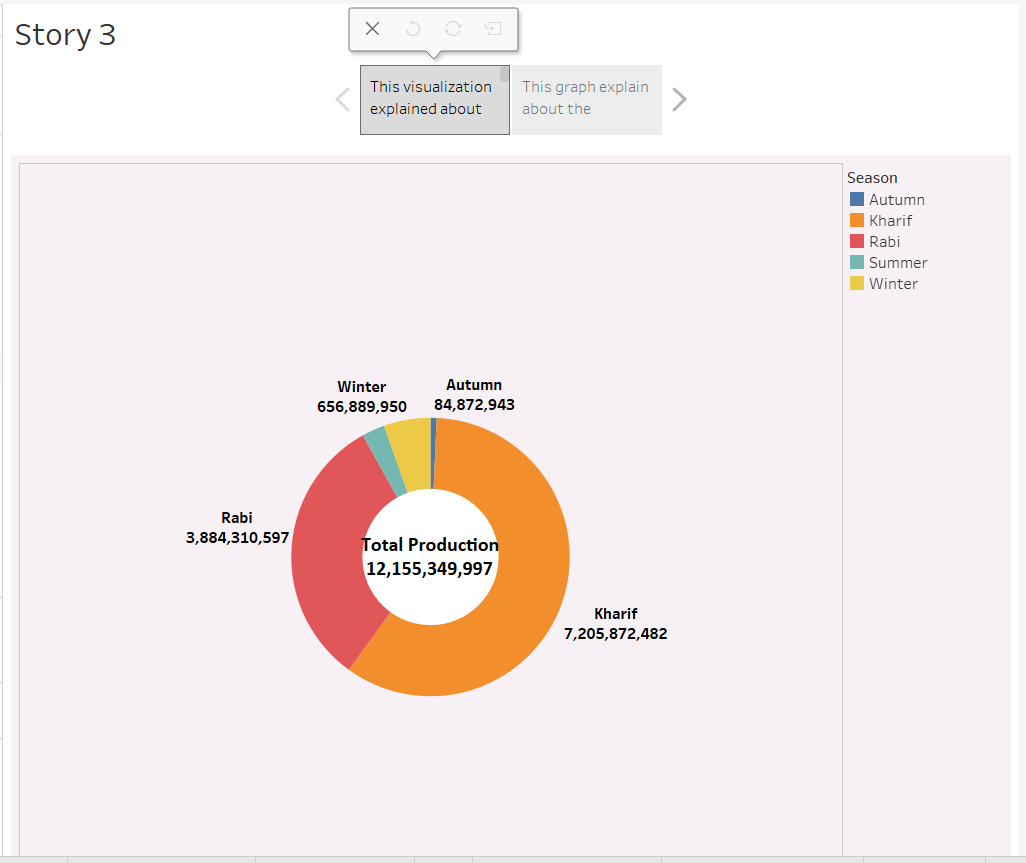 Story 3
This visualization
explained about
This graph explain
about the
Season
Autumn
Kharif
Rabi
Summer
Winter
Winter
656,889,950
Autumn
84,872,943
Rabi
3,884,310,597
Total Production
12,155,349,997
Kharif
7,205,872,482